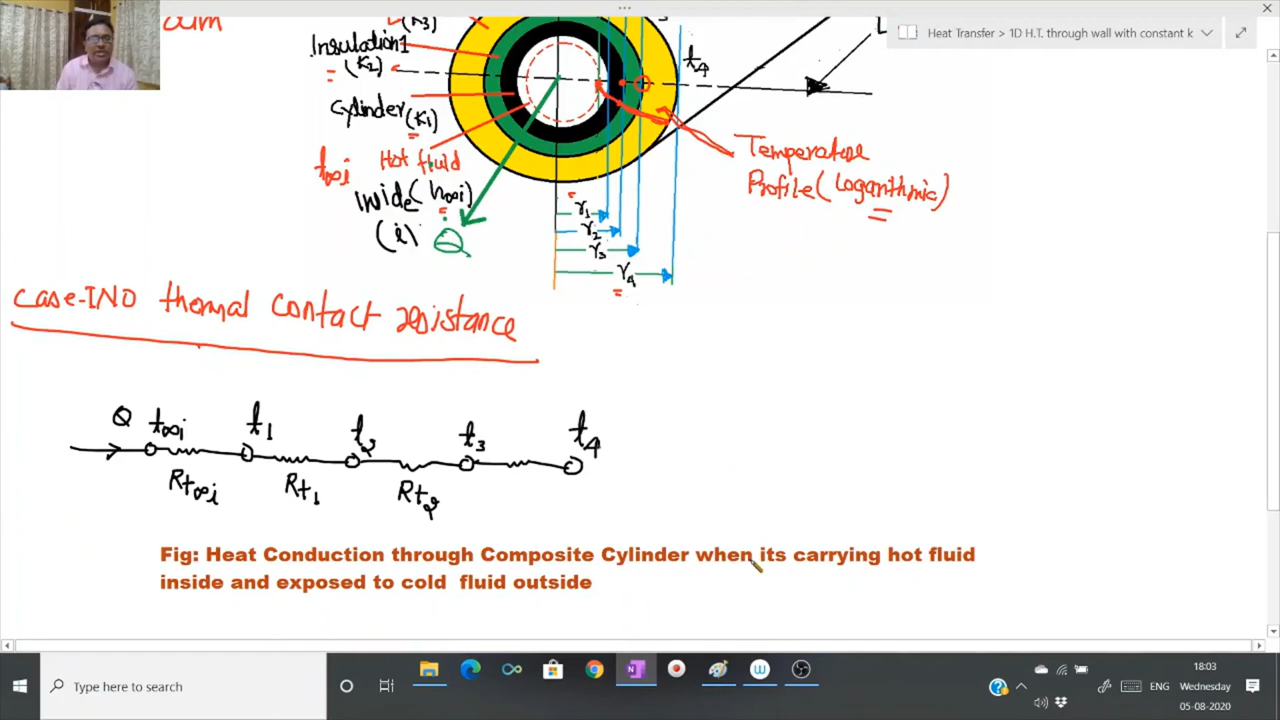 Heat Transfer > 1D H.T. through wall with constant k
(K3)
Insulation1
(K2)
t4
L
cylinder(K1)
t∞i Hot fluid
Inside(h∞i)
(i)
Q
Temperature
Profile(logarithmic)
r1
r2
r3
r4
case-INO thermal contact resistance
Q t∞i t1 t2 t3 t4
Rt∞i Rt1 Rt2
Fig: Heat Conduction through Composite Cylinder when its carrying hot fluid
inside and exposed to cold fluid outside
Type here to search
ENG
18:03
Wednesday
05-08-2020